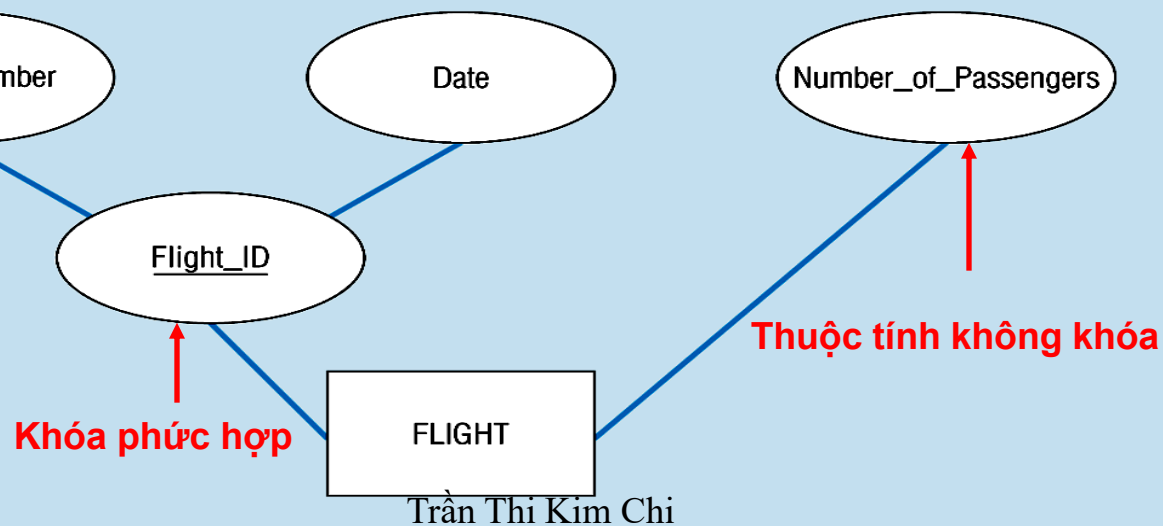 mber
Date
Number_of_Passengers
Flight_ID
Thuộc tính không khóa
Khóa phức hợp
FLIGHT
Trần Thi Kim Chi